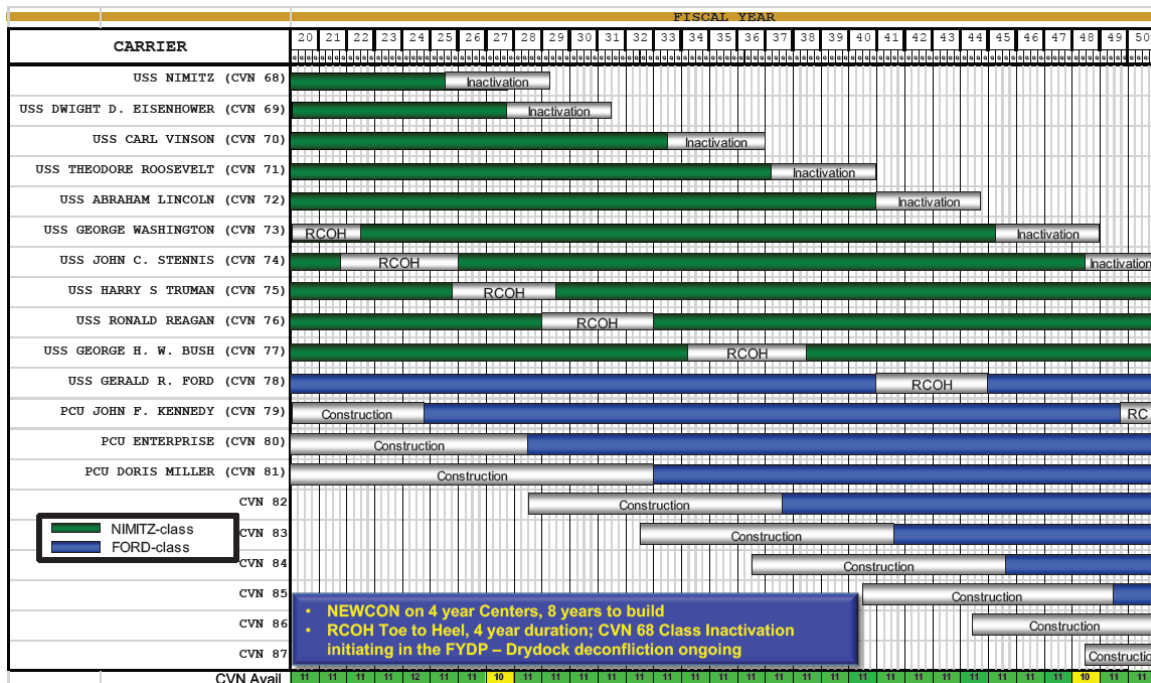 FISCAL YEAR
CARRIER 20 21 22 23 24 25 26 27 28 29 30 31 32 33 34 35 36 37 38 39 40 41 42 43 44 45 46 47 48 49 50
USS NIMITZ (CVN 68) Inactivation
USS DWIGHT D. EISENHOWER (CVN 69) Inactivation
USS CARL VINSON (CVN 70) Inactivation
USS THEODORE ROOSEVELT (CVN 71) Inactivation
USS ABRAHAM LINCOLN (CVN 72) Inactivation
USS GEORGE WASHINGTON (CVN 73) RCOH Inactivation
USS JOHN C. STENNIS (CVN 74) RCOH Inactivation
USS HARRY S TRUMAN (CVN 75) RCOH
USS RONALD REAGAN (CVN 76) RCOH
USS GEORGE H. W. BUSH (CVN 77) RCOH
USS GERALD R. FORD (CVN 78) RCOH
PCU JOHN F. KENNEDY (CVN 79) Construction RC
PCU ENTERPRISE (CVN 80) Construction
PCU DORIS MILLER (CVN 81) Construction
CVN 82 Construction
NIMITZ-class
FORD-class
CVN 83 Construction
CVN 84 Construction
CVN 85 Construction
CVN 86 Construction
CVN 87 Constructio
• NEWCON on 4 year Centers, 8 years to build
• RCOH Toe to Heel, 4 year duration; CVN 68 Class Inactivation
initiating in the FYDP – Drydock deconfliction ongoing
CVN Avail 11 11 11 11 12 11 11 10 11 11 11 11 11 11 11 11 11 11 11 11 11 11 11 11 11 11 11 11 10 11 11